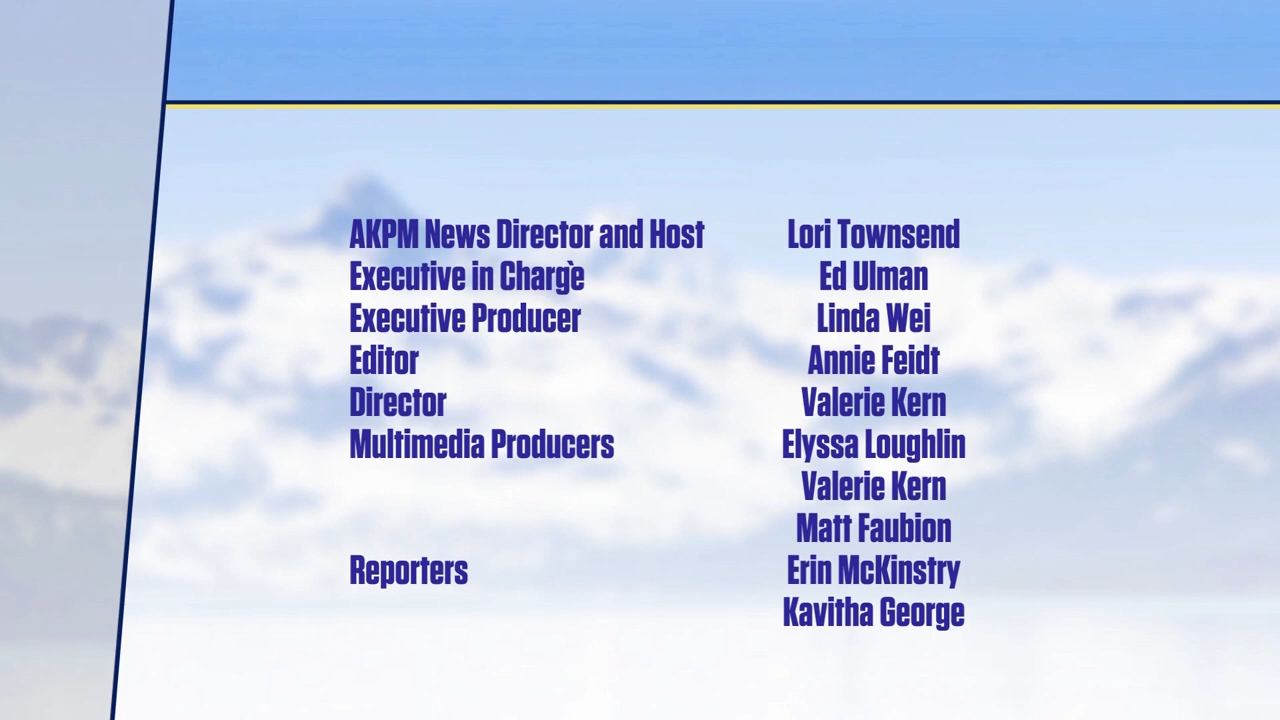 AKPM News Director and Host Lori Townsend
Executive in Chargè Ed Ulman
Executive Producer Linda Wei
Editor Annie Feidt
Director Valerie Kern
Multimedia Producers Elyssa Loughlin
Valerie Kern
Matt Faubion
Reporters Erin McKinstry
Kavitha George